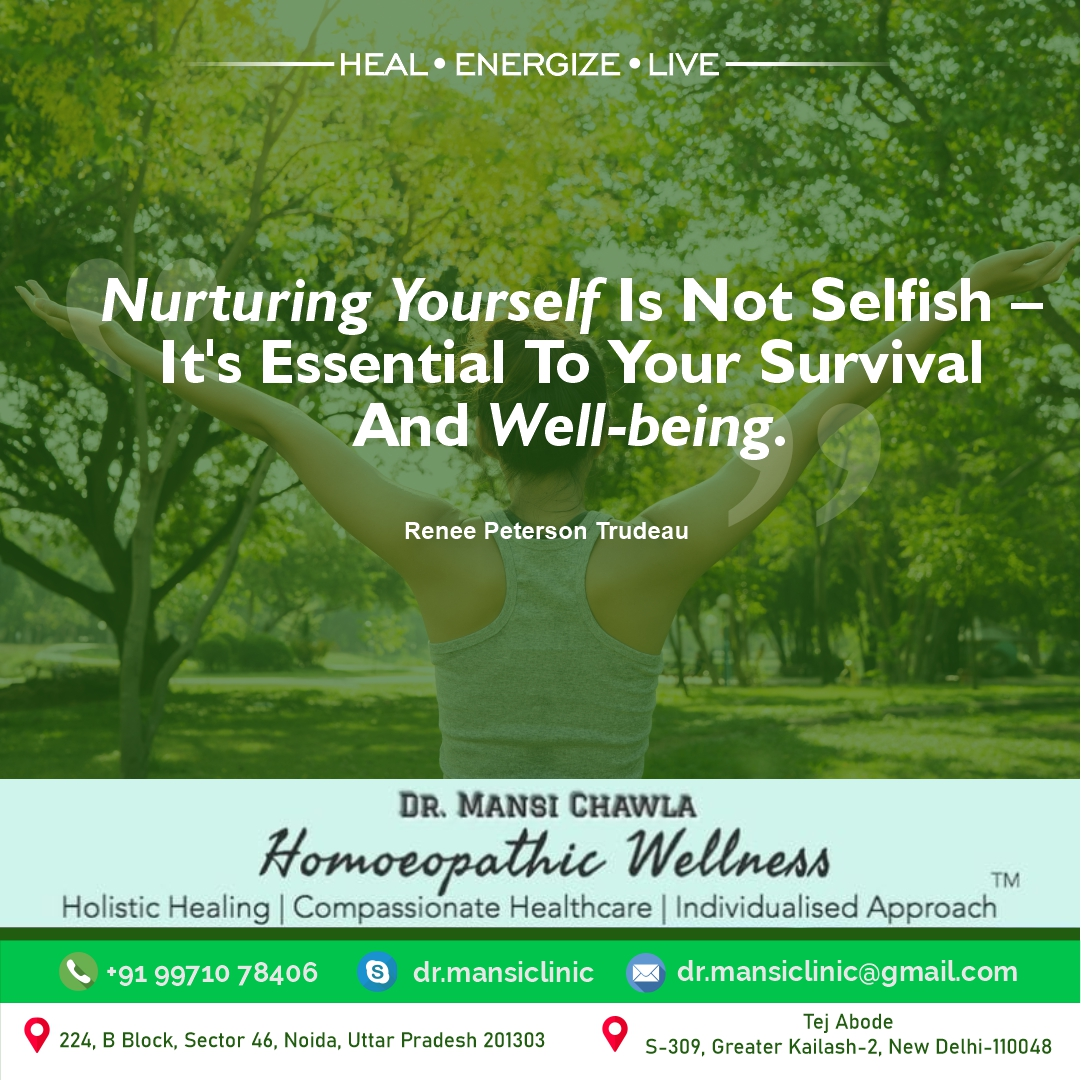 HEAL • ENERGIZE • LIVE
Nurturing Yourself Is Not Selfish –
It's Essential To Your Survival
And Well-being.
Renee Peterson Trudeau
DR. MANSI CHAWLA
Homoeopathic Wellness
TM
Holistic Healing | Compassionate Healthcare | Individualised Approach
+91 99710 78406 dr.mansiclinic dr.mansiclinic@gmail.com
224, B Block, Sector 46, Noida, Uttar Pradesh 201303
Tej Abode
S-309, Greater Kailash-2, New Delhi-110048